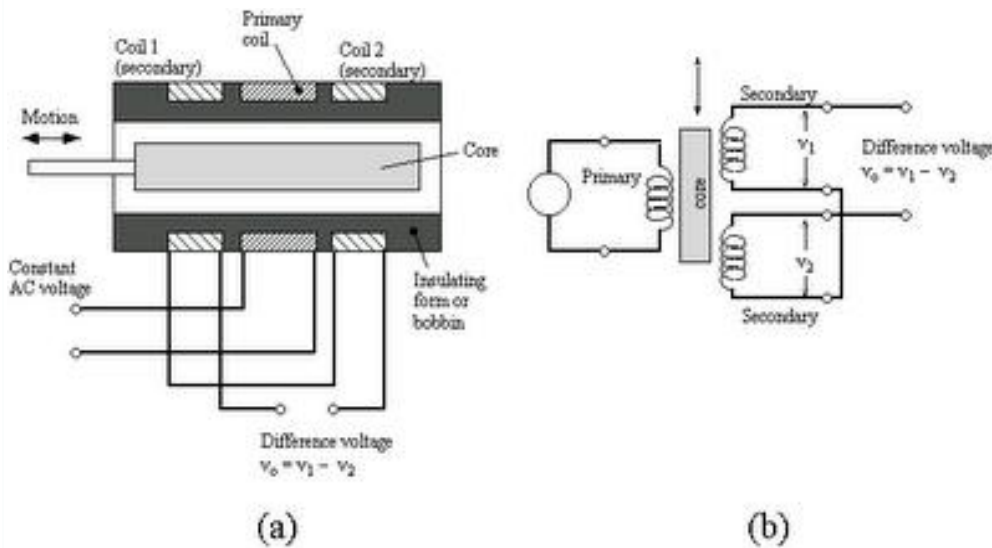 Primary
coil
Coil 1
(secondary)
Coil 2
(secondary)
Motion
Core
Constant
AC voltage
Insulating
form or
bobbin
Difference voltage
v₀ = v₁ - v₂
(a)
Secondary
Primary
core
v₁
Difference voltage
v₀ = v₁ - v₂
v₂
Secondary
(b)